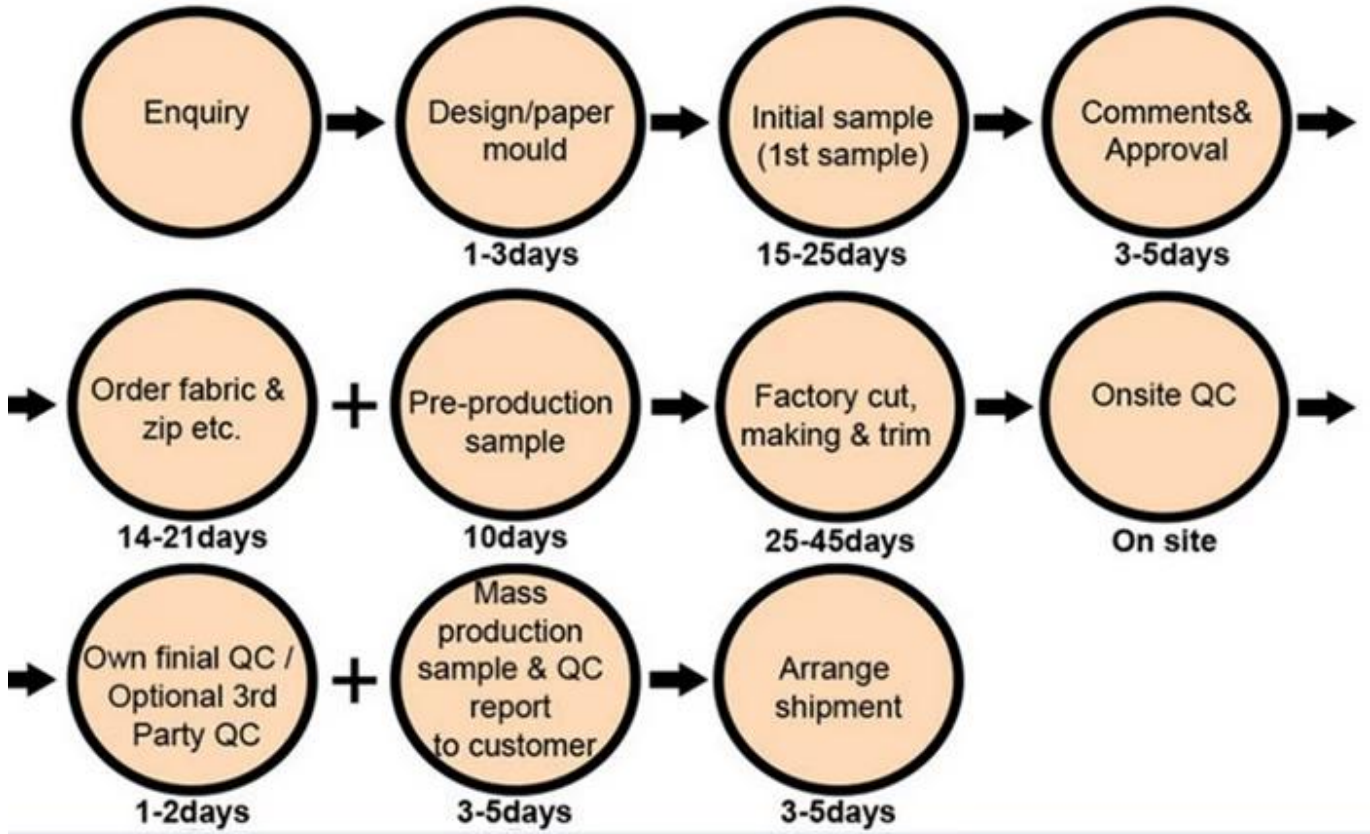 Enquiry
Design/paper
mould
1-3days
Initial sample
(1st sample)
15-25days
Comments&
Approval
3-5days
Order fabric &
zip etc.
14-21days
Pre-production
sample
10days
Factory cut,
making & trim
25-45days
Onsite QC
On site
Own finial QC /
Optional 3rd
Party QC
1-2days
Mass
production
sample & QC
report
to customer
3-5days
Arrange
shipment
3-5days